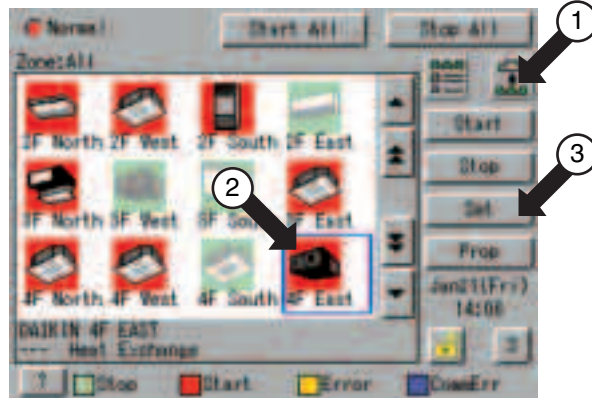 Normal Start All Stop All
Zone:All
2F North 2F West 2F South 2F East
3F North 3F West 3F South 3F East
4F North 4F West 4F South 4F East
DAIKIN 4F EAST
--- Heat Exchange
Start
Stop
Set
Prop
Jan21(Fri)
14:06
? Stop Start Error CommErr
1
2
3